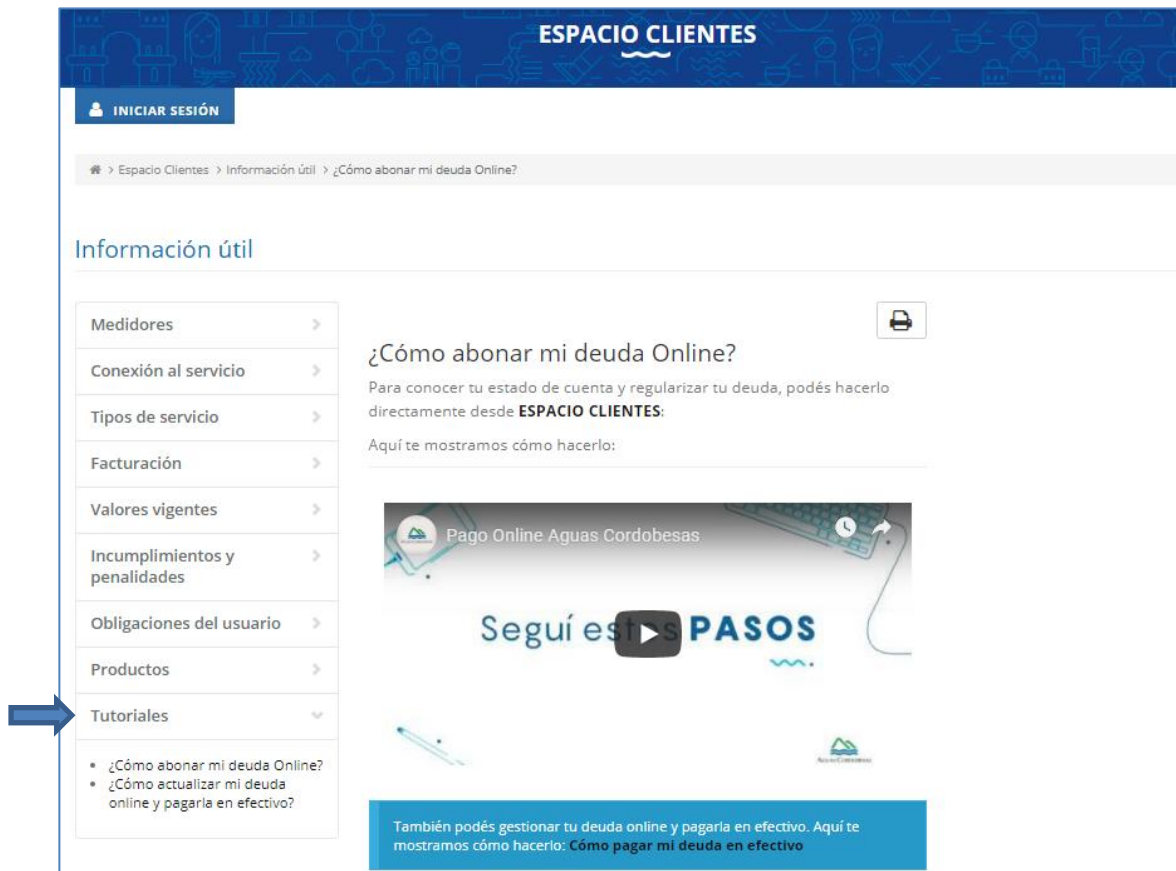 ESPACIO CLIENTES
INICIAR SESIÓN
> Espacio Clientes > Información útil > ¿Cómo abonar mi deuda Online?
Información útil
Medidores
Conexión al servicio
Tipos de servicio
Facturación
Valores vigentes
Incumplimientos y
penalidades
Obligaciones del usuario
Productos
Tutoriales
• ¿Cómo abonar mi deuda Online?
• ¿Cómo actualizar mi deuda
online y pagarla en efectivo?
¿Cómo abonar mi deuda Online?
Para conocer tu estado de cuenta y regularizar tu deuda, podés hacerlo
directamente desde ESPACIO CLIENTES:
Aquí te mostramos cómo hacerlo:
Pago Online Aguas Cordobesas
Seguí estos PASOS
Aguas Cordobesas
También podés gestionar tu deuda online y pagarla en efectivo. Aquí te
mostramos cómo hacerlo: Cómo pagar mi deuda en efectivo